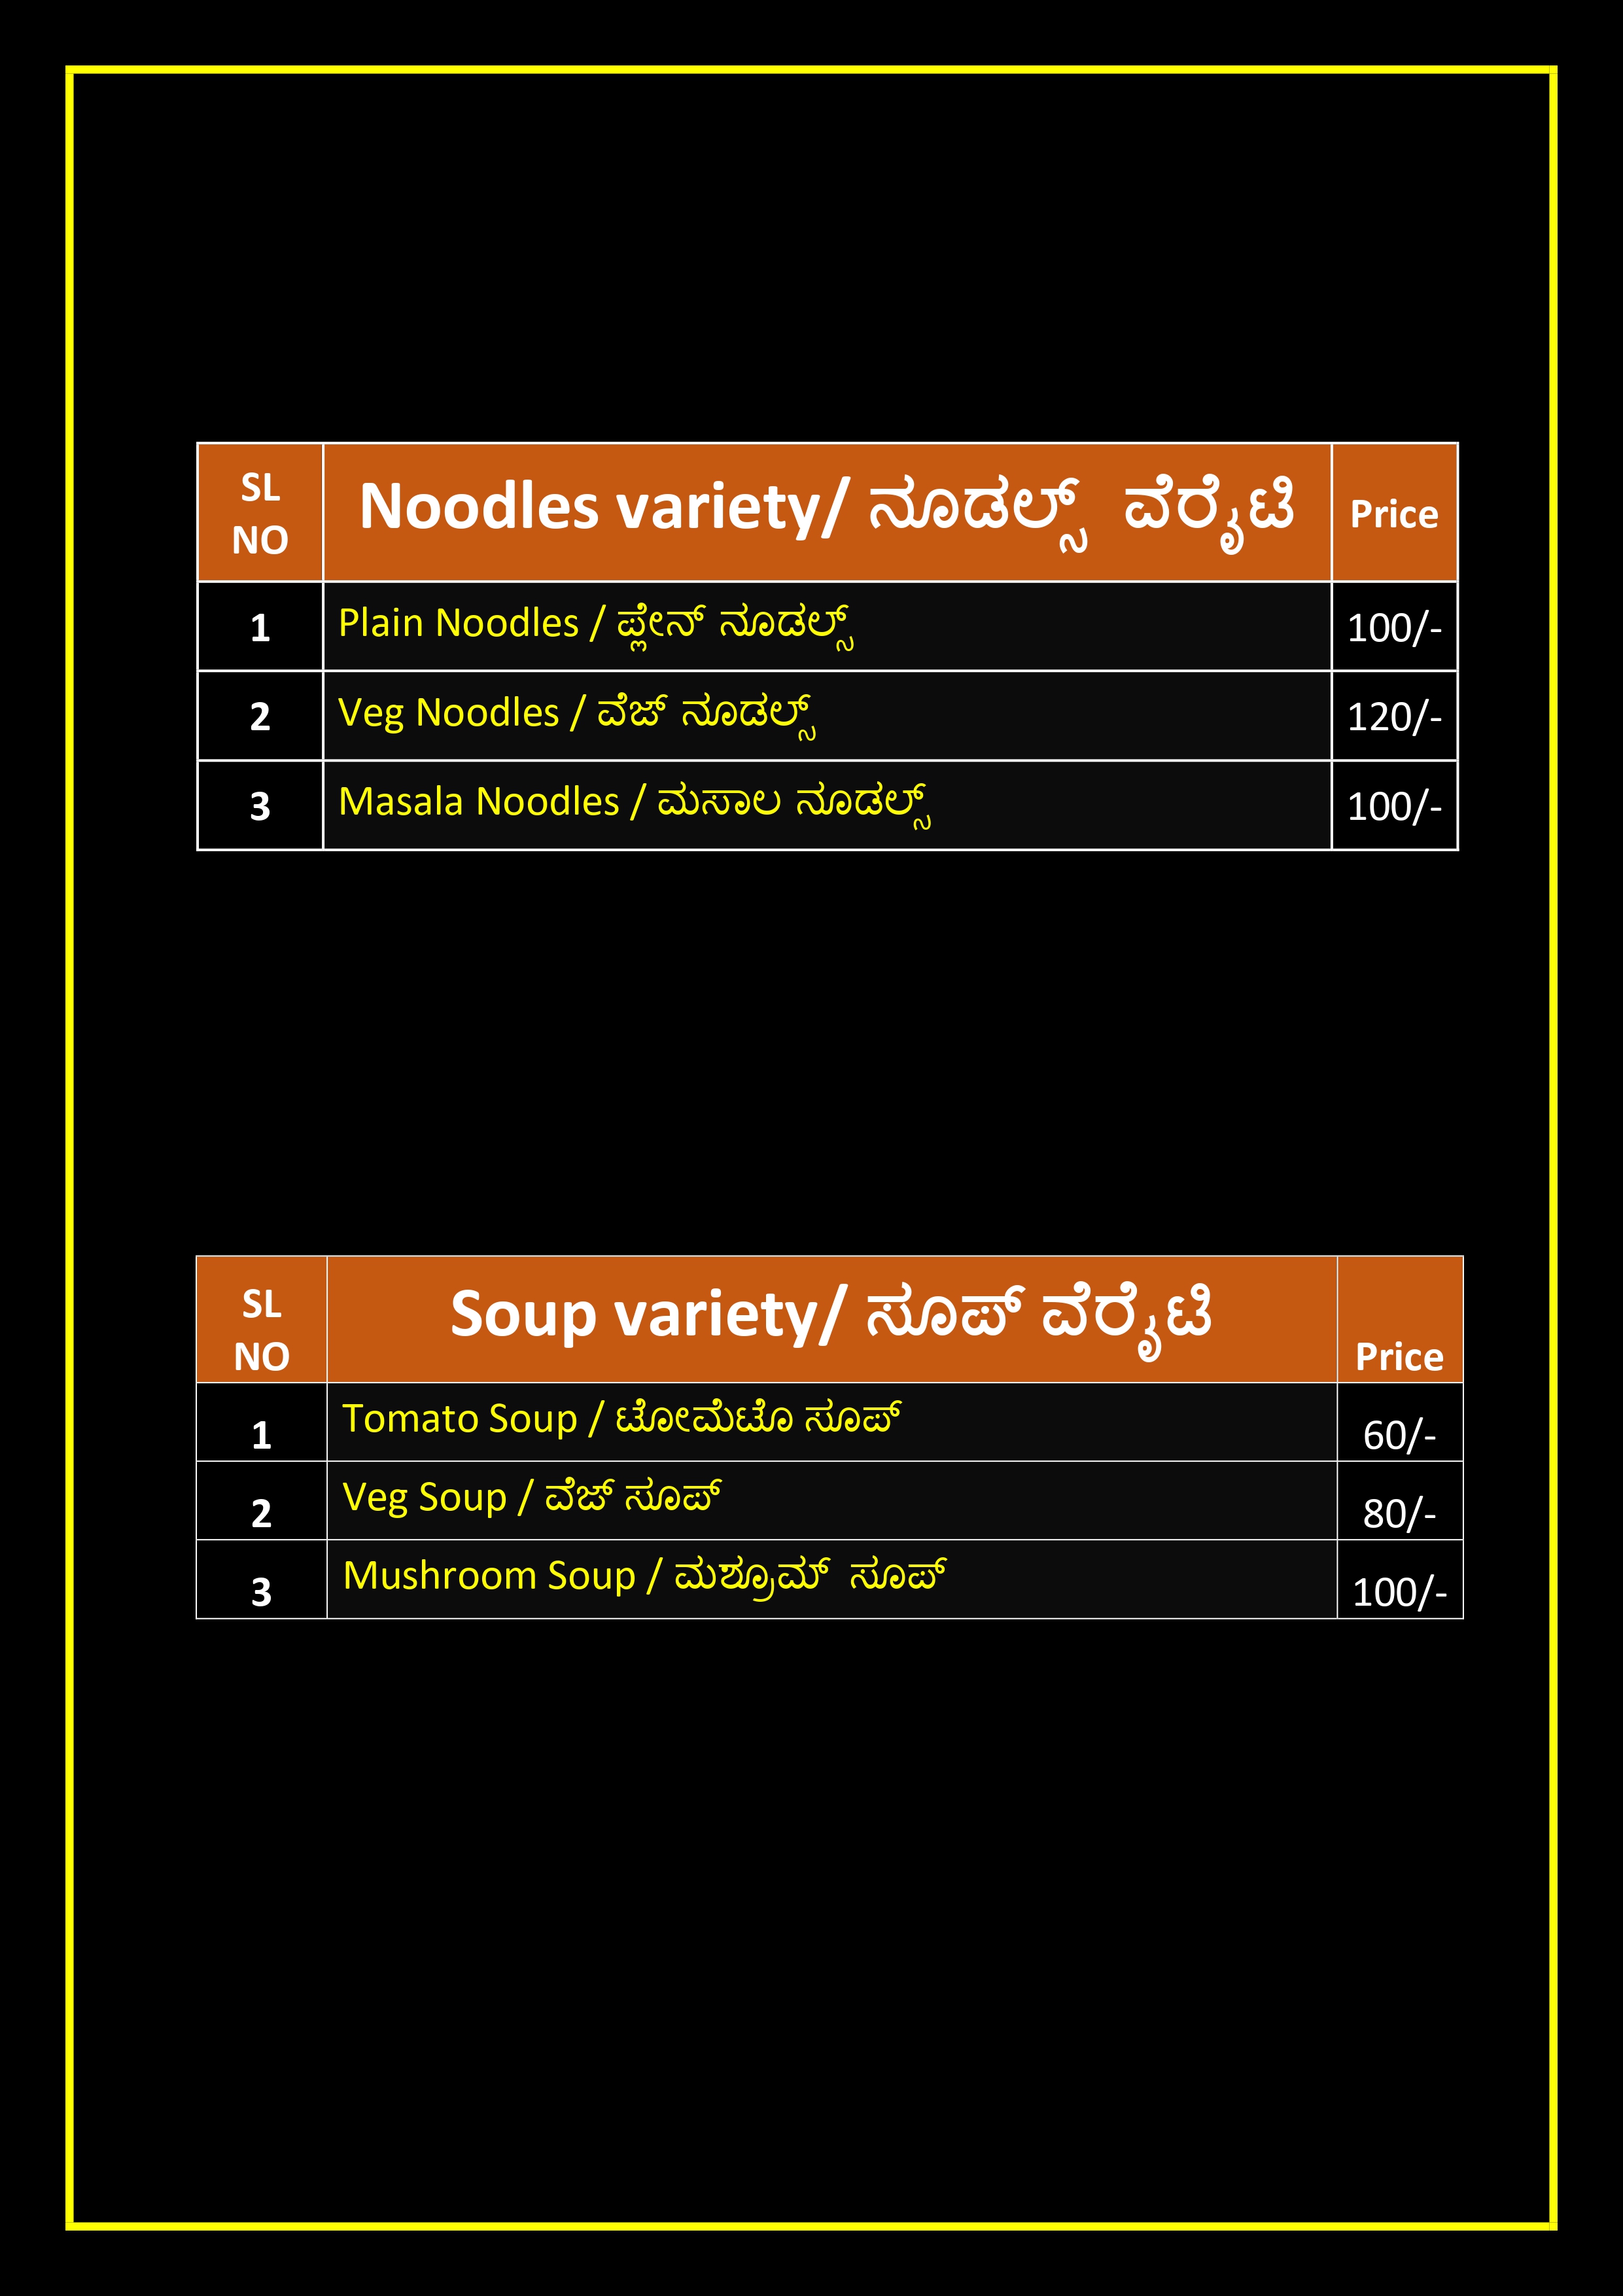 SL NO Noodles variety/ ನೂಡಲ್ಸ್ ವೆರೈಟಿ Price
1 Plain Noodles / ಪ್ಲೇನ್ ನೂಡಲ್ಸ್ 100/-
2 Veg Noodles / ವೆಜ್ ನೂಡಲ್ಸ್ 120/-
3 Masala Noodles / ಮಸಾಲ ನೂಡಲ್ಸ್ 100/-
SL NO Soup variety/ ಸೂಪ್ ವೆರೈಟಿ Price
1 Tomato Soup / ಟೋಮೆಟೊ ಸೂಪ್ 60/-
2 Veg Soup / ವೆಜ್ ಸೂಪ್ 80/-
3 Mushroom Soup / ಮಶ್ರೂಮ್ ಸೂಪ್ 100/-